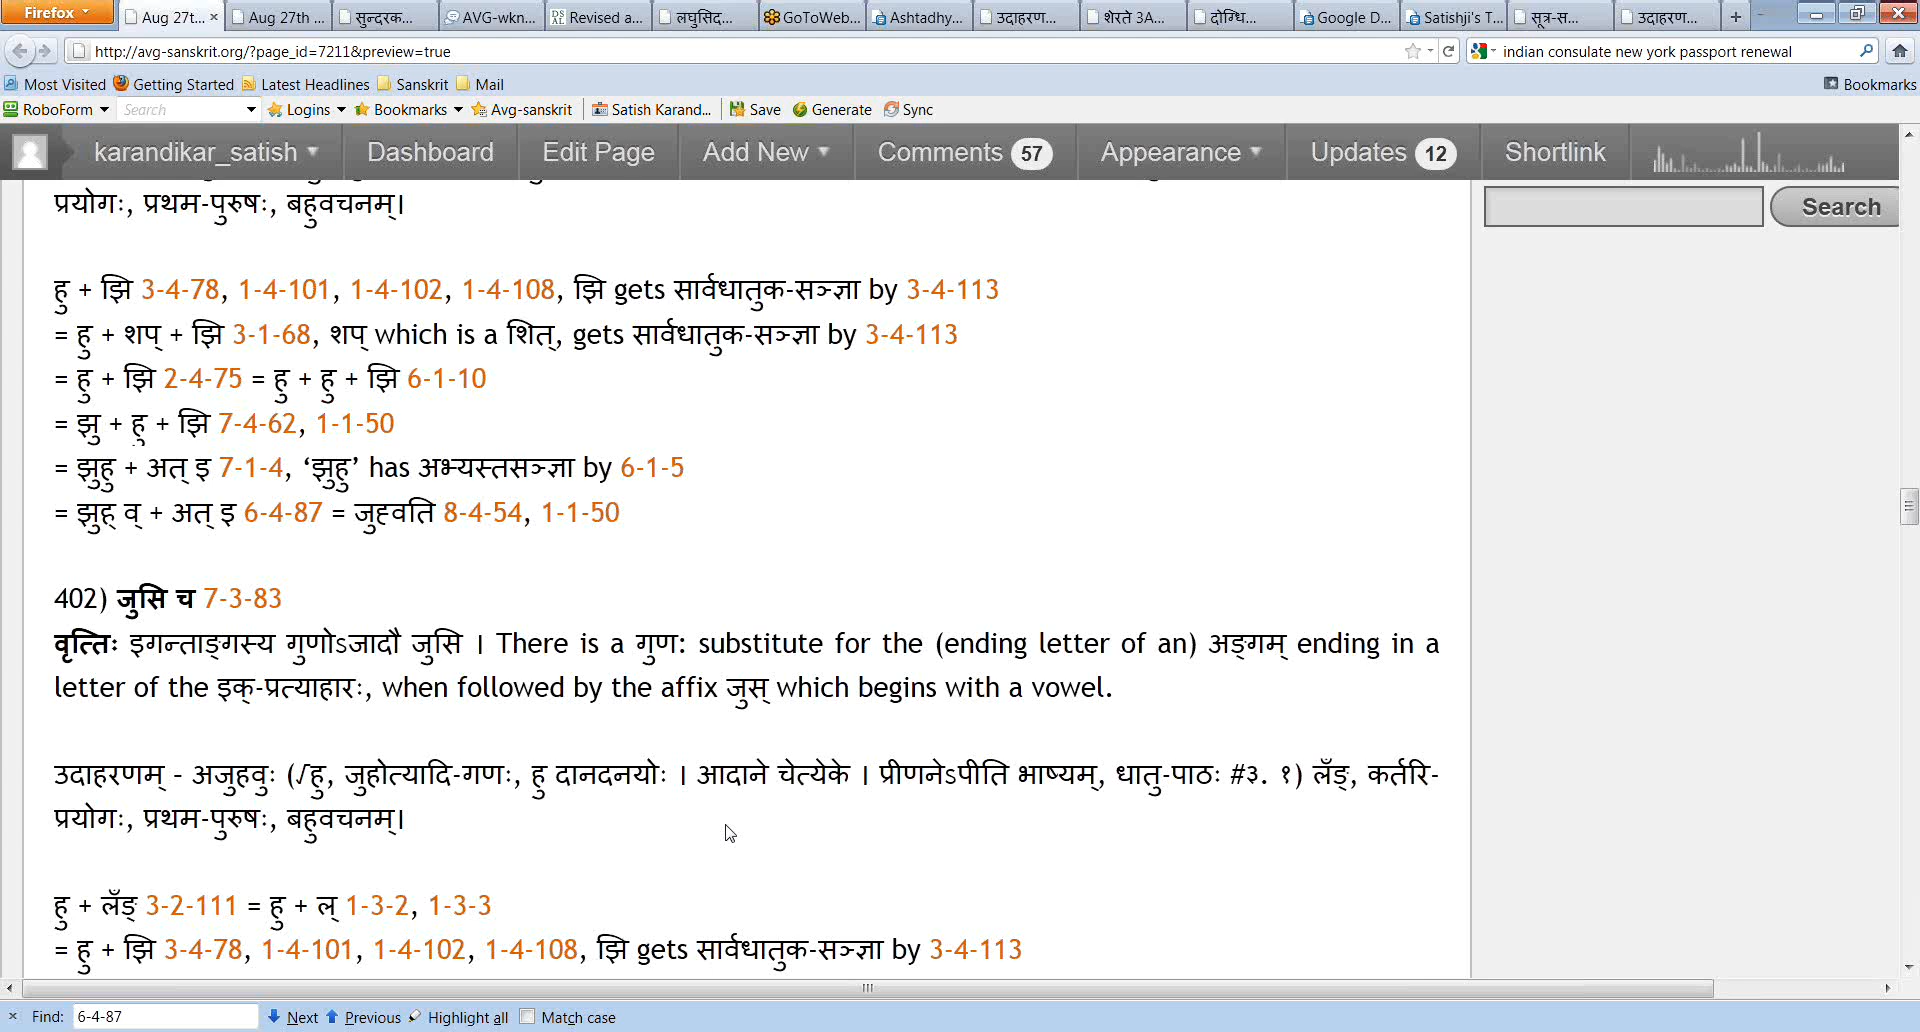 Firefox
Aug 27t...
Aug 27th ...
सुन्दरक...
AVG-wkn...
Revised a...
लघुसिद्...
GoToWeb...
Ashtadhy...
उदाहरण...
शेरते 3A...
दोग्धि...
Google D...
Satishji's T...
सूत्र-स...
उदाहरण...
http://avg-sanskrit.org/?page_id=7211&preview=true
indian consulate new york passport renewal
Most Visited Getting Started Latest Headlines Sanskrit Mail Bookmarks
RoboForm Search Logins Bookmarks Avg-sanskrit Satish Karand... Save Generate Sync
karandikar_satish Dashboard Edit Page Add New Comments 57 Appearance Updates 12 Shortlink
Search
प्रयोगः, प्रथम-पुरुषः, बहुवचनम्।
हु + झि 3-4-78, 1-4-101, 1-4-102, 1-4-108, झि gets सार्वधातुक-सञ्ज्ञा by 3-4-113
= हु + शप् + झि 3-1-68, शप् which is a शित्, gets सार्वधातुक-सञ्ज्ञा by 3-4-113
= हु + झि 2-4-75 = हु + हु + झि 6-1-10
= झु + हु + झि 7-4-62, 1-1-50
= झुहु + अत् इ 7-1-4, ‘झुहु’ has अभ्यस्तसञ्ज्ञा by 6-1-5
= झुह् व् + अत् इ 6-4-87 = जुह्वति 8-4-54, 1-1-50
402) जुसि च 7-3-83
वृत्तिः इगन्ताङ्गस्य गुणोऽजादौ जुसि । There is a गुण: substitute for the (ending letter of an) अङ्गम् ending in a
letter of the इक्-प्रत्याहारः, when followed by the affix जुस् which begins with a vowel.
उदाहरणम् - अजुहवुः (√हु, जुहोत्यादि-गणः, हु दानदनयोः । आदाने चेत्येके । प्रीणनेऽपीति भाष्यम्, धातु-पाठः #३. १) लँङ्, कर्तरि-
प्रयोगः, प्रथम-पुरुषः, बहुवचनम्।
हु + लँङ् 3-2-111 = हु + ल् 1-3-2, 1-3-3
= हु + झि 3-4-78, 1-4-101, 1-4-102, 1-4-108, झि gets सार्वधातुक-सञ्ज्ञा by 3-4-113
Find: 6-4-87 Next Previous Highlight all Match case